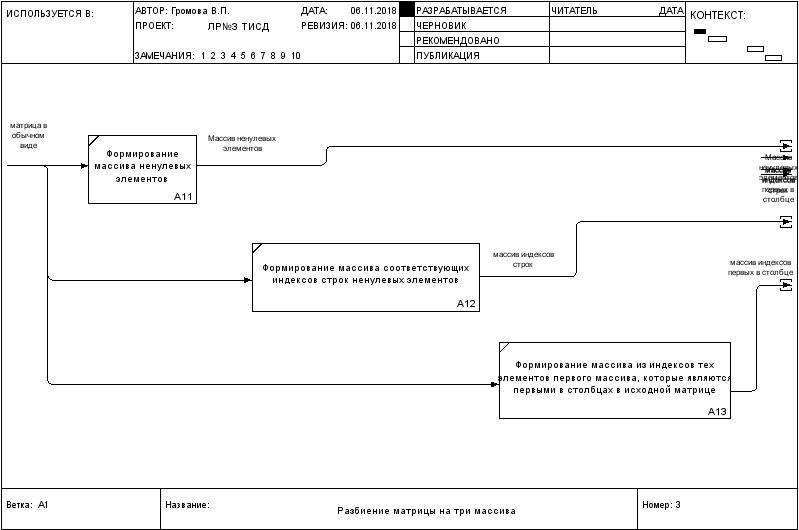 ИСПОЛЬЗУЕТСЯ В:
АВТОР: Громова В.П.
ДАТА: 06.11.2018
ПРОЕКТ: ЛР№3 ТИСД
РЕВИЗИЯ: 06.11.2018
ЗАМЕЧАНИЯ: 1 2 3 4 5 6 7 8 9 10
РАЗРАБАТЫВАЕТСЯ
ЧЕРНОВИК
РЕКОМЕНДОВАНО
ПУБЛИКАЦИЯ
ЧИТАТЕЛЬ ДАТА
КОНТЕКСТ:
матрица в
обычном
виде
Формирование
массива ненулевых
элементов
A11
Массив ненулевых
элементов
Массив
ненулевых
первых в
столбце
Формирование массива соответствующих
индексов строк ненулевых элементов
A12
массив индексов
строк
массив индексов
первых в столбце
Формирование массива из индексов тех
элементов первого массива, которые являются
первыми в столбцах в исходной матрице
A13
Ветка: A1
Название:
Разбиение матрицы на три массива
Номер: 3